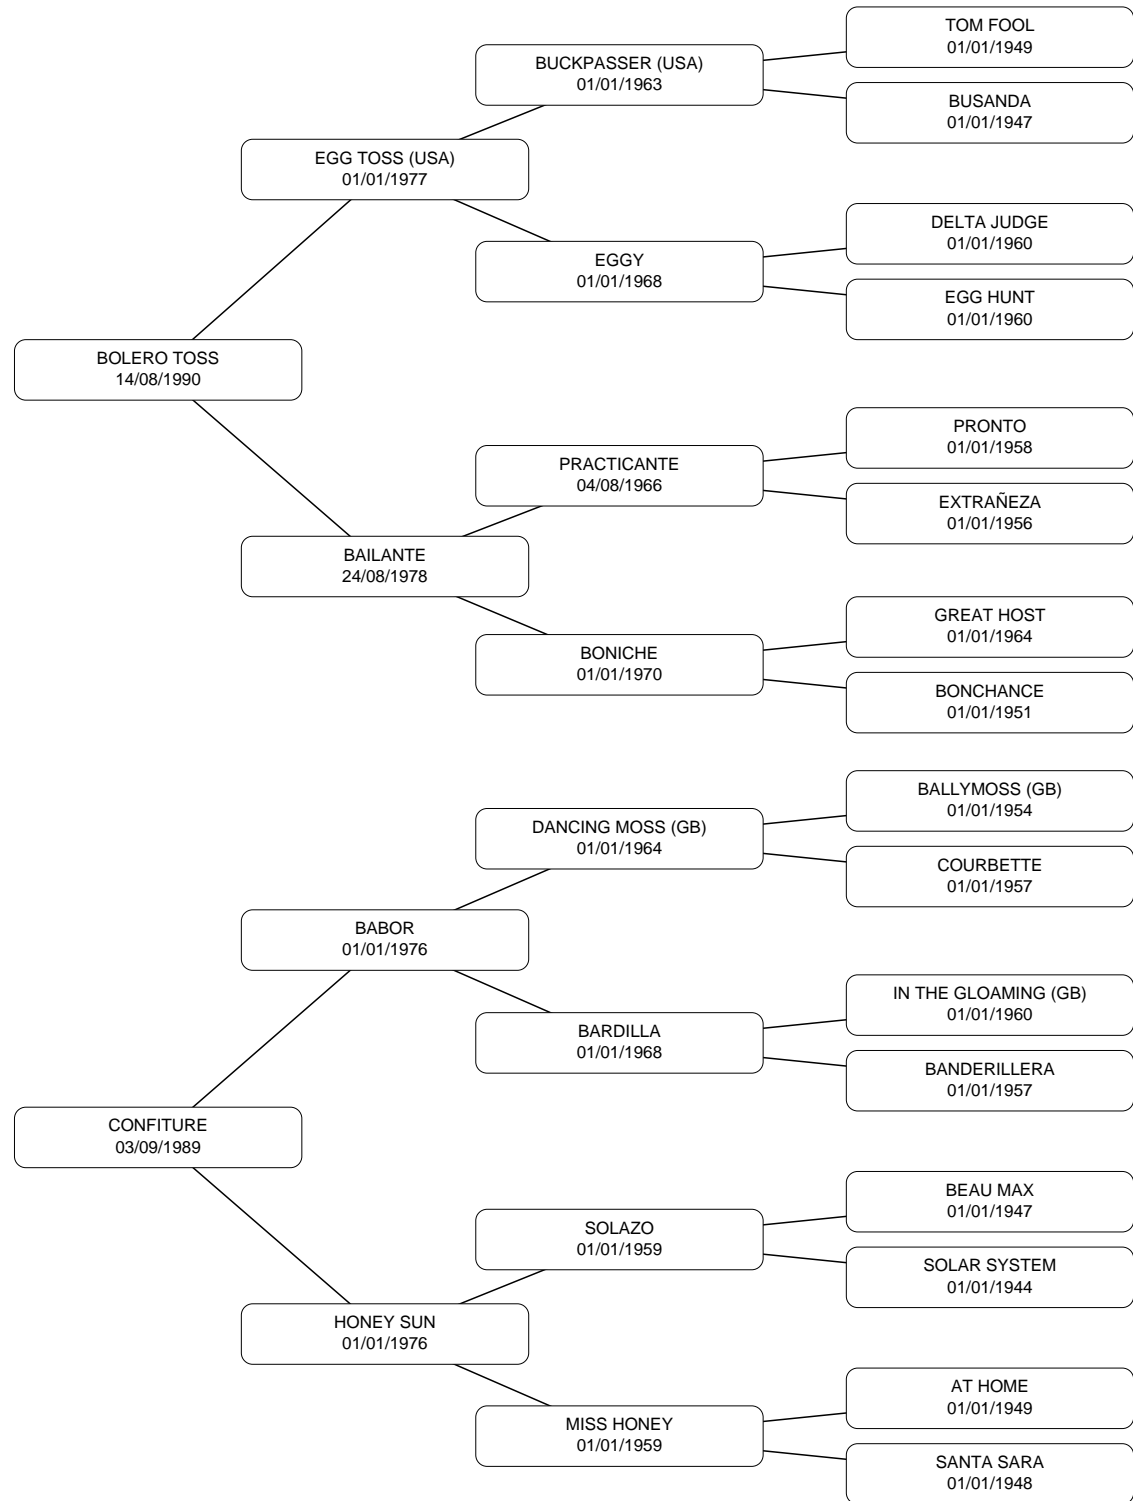 TOM FOOL
01/01/1949
BUCKPASSER (USA)
01/01/1963
BUSANDA
01/01/1947
EGG TOSS (USA)
01/01/1977
DELTA JUDGE
01/01/1960
EGGY
01/01/1968
EGG HUNT
01/01/1960
BOLERO TOSS
14/08/1990
PRONTO
01/01/1958
PRACTICANTE
04/08/1966
EXTRAÑEZA
01/01/1956
BAILANTE
24/08/1978
GREAT HOST
01/01/1964
BONICHE
01/01/1970
BONCHANCE
01/01/1951
BALLYMOSS (GB)
01/01/1954
DANCING MOSS (GB)
01/01/1964
COURBETTE
01/01/1957
BABOR
01/01/1976
IN THE GLOAMING (GB)
01/01/1960
BARDILLA
01/01/1968
BANDERILLERA
01/01/1957
CONFITURE
03/09/1989
BEAU MAX
01/01/1947
SOLAZO
01/01/1959
SOLAR SYSTEM
01/01/1944
HONEY SUN
01/01/1976
AT HOME
01/01/1949
MISS HONEY
01/01/1959
SANTA SARA
01/01/1948